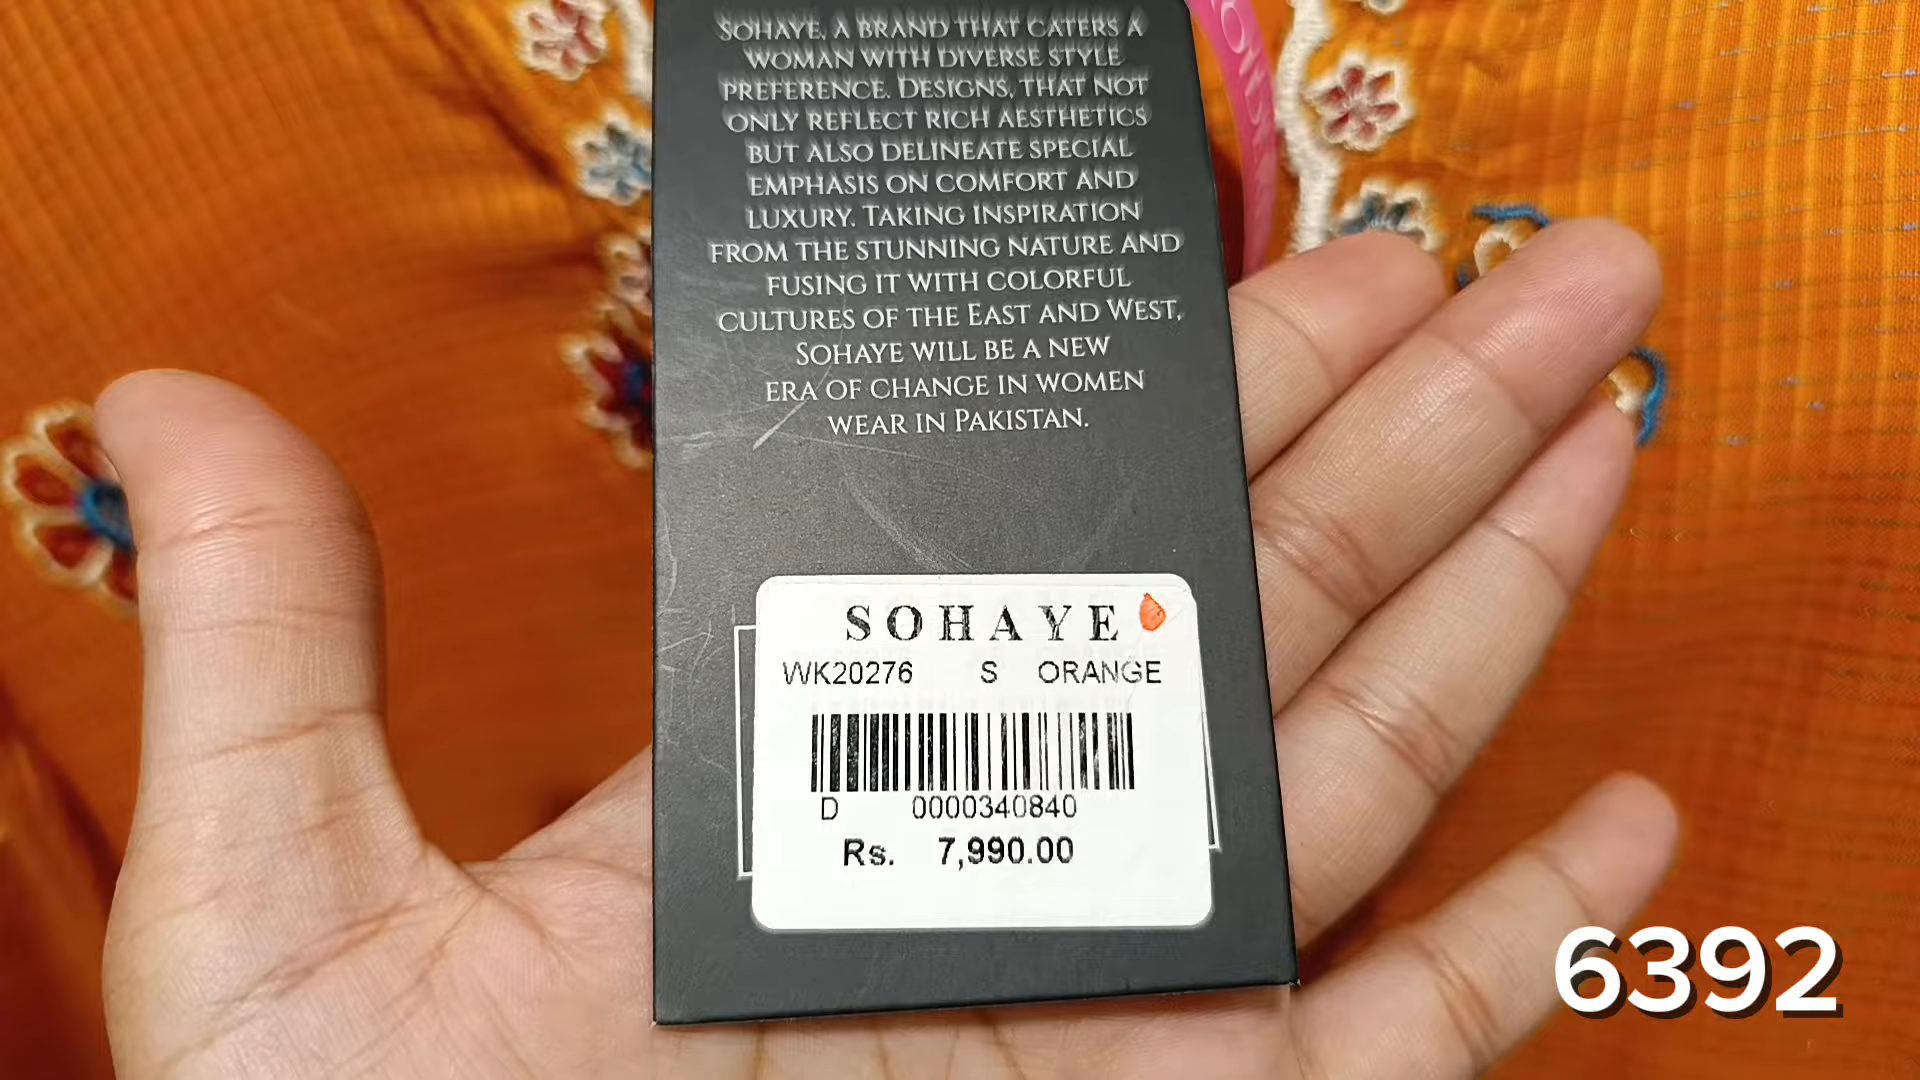 SOHAYE, A BRAND THAT CATERS A
WOMAN WITH DIVERSE STYLE
PREFERENCE. DESIGNS, THAT NOT
ONLY REFLECT RICH AESTHETICS
BUT ALSO DELINEATE SPECIAL
EMPHASIS ON COMFORT AND
LUXURY. TAKING INSPIRATION
FROM THE STUNNING NATURE AND
FUSING IT WITH COLORFUL
CULTURES OF THE EAST AND WEST,
SOHAYE WILL BE A NEW
ERA OF CHANGE IN WOMEN
WEAR IN PAKISTAN.
SOHAYE
WK20276 S ORANGE
D 0000340840
Rs. 7,990.00
6392